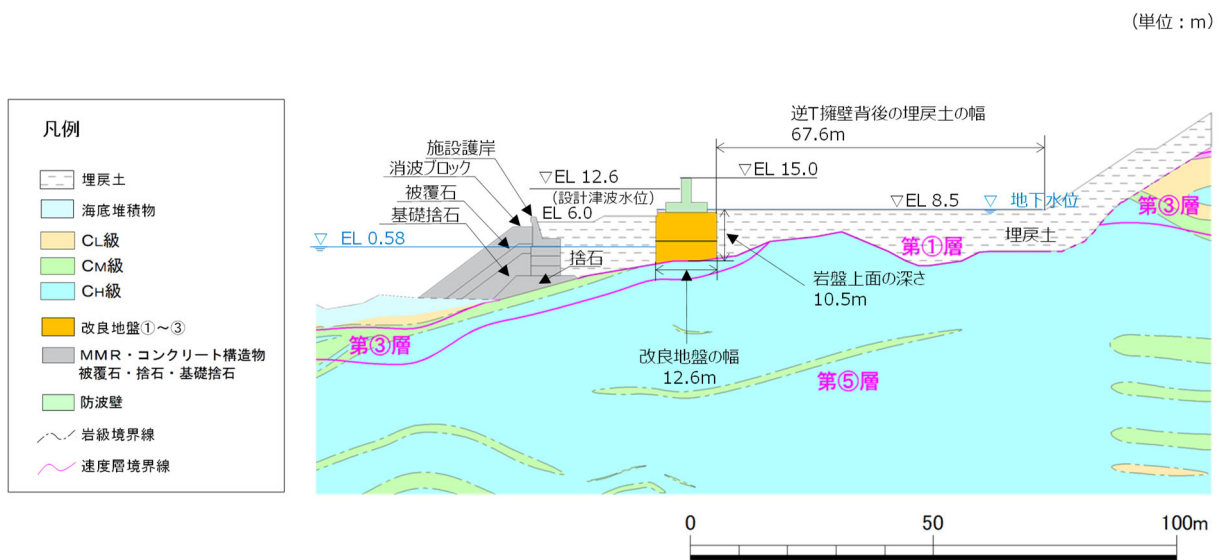 （単位：m）
凡例
埋戻土
海底堆積物
CL級
CM級
CH級
改良地盤①～③
MMR・コンクリート構造物
被覆石・捨石・基礎捨石
防波壁
岩級境界線
速度層境界線
逆T擁壁背後の埋戻土の幅
67.6m
施設護岸
消波ブロック
被覆石
基礎捨石
▽EL 12.6
(設計津波水位)
EL 6.0
▽EL 15.0
▽EL 8.5
▽ 地下水位
▽ EL 0.58
捨石
第①層
埋戻土
第③層
岩盤上面の深さ
10.5m
第③層
改良地盤の幅
12.6m
第⑤層
0
50
100m